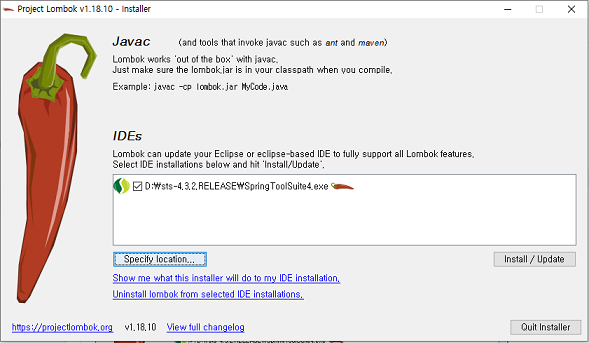 Project Lombok v1.18.10 - Installer
Javac (and tools that invoke javac such as ant and maven)
Lombok works 'out of the box' with javac.
Just make sure the lombok.jar is in your classpath when you compile.
Example: javac -cp lombok.jar MyCode.java
IDEs
Lombok can update your Eclipse or eclipse-based IDE to fully support all Lombok features.
Select IDE installations below and hit 'Install/Update'.
D:₩sts-4.3.2.RELEASE₩SpringToolSuite4.exe
Specify location... Install / Update
Show me what this installer will do to my IDE installation.
Uninstall lombok from selected IDE installations.
https://projectlombok.org v1.18.10 View full changelog Quit Installer